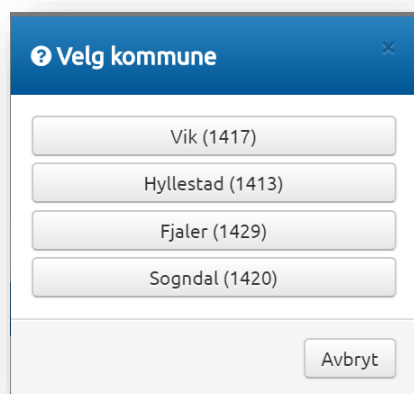 Velg kommune
Vik (1417)
Hyllestad (1413)
Fjaler (1429)
Sogndal (1420)
Avbryt